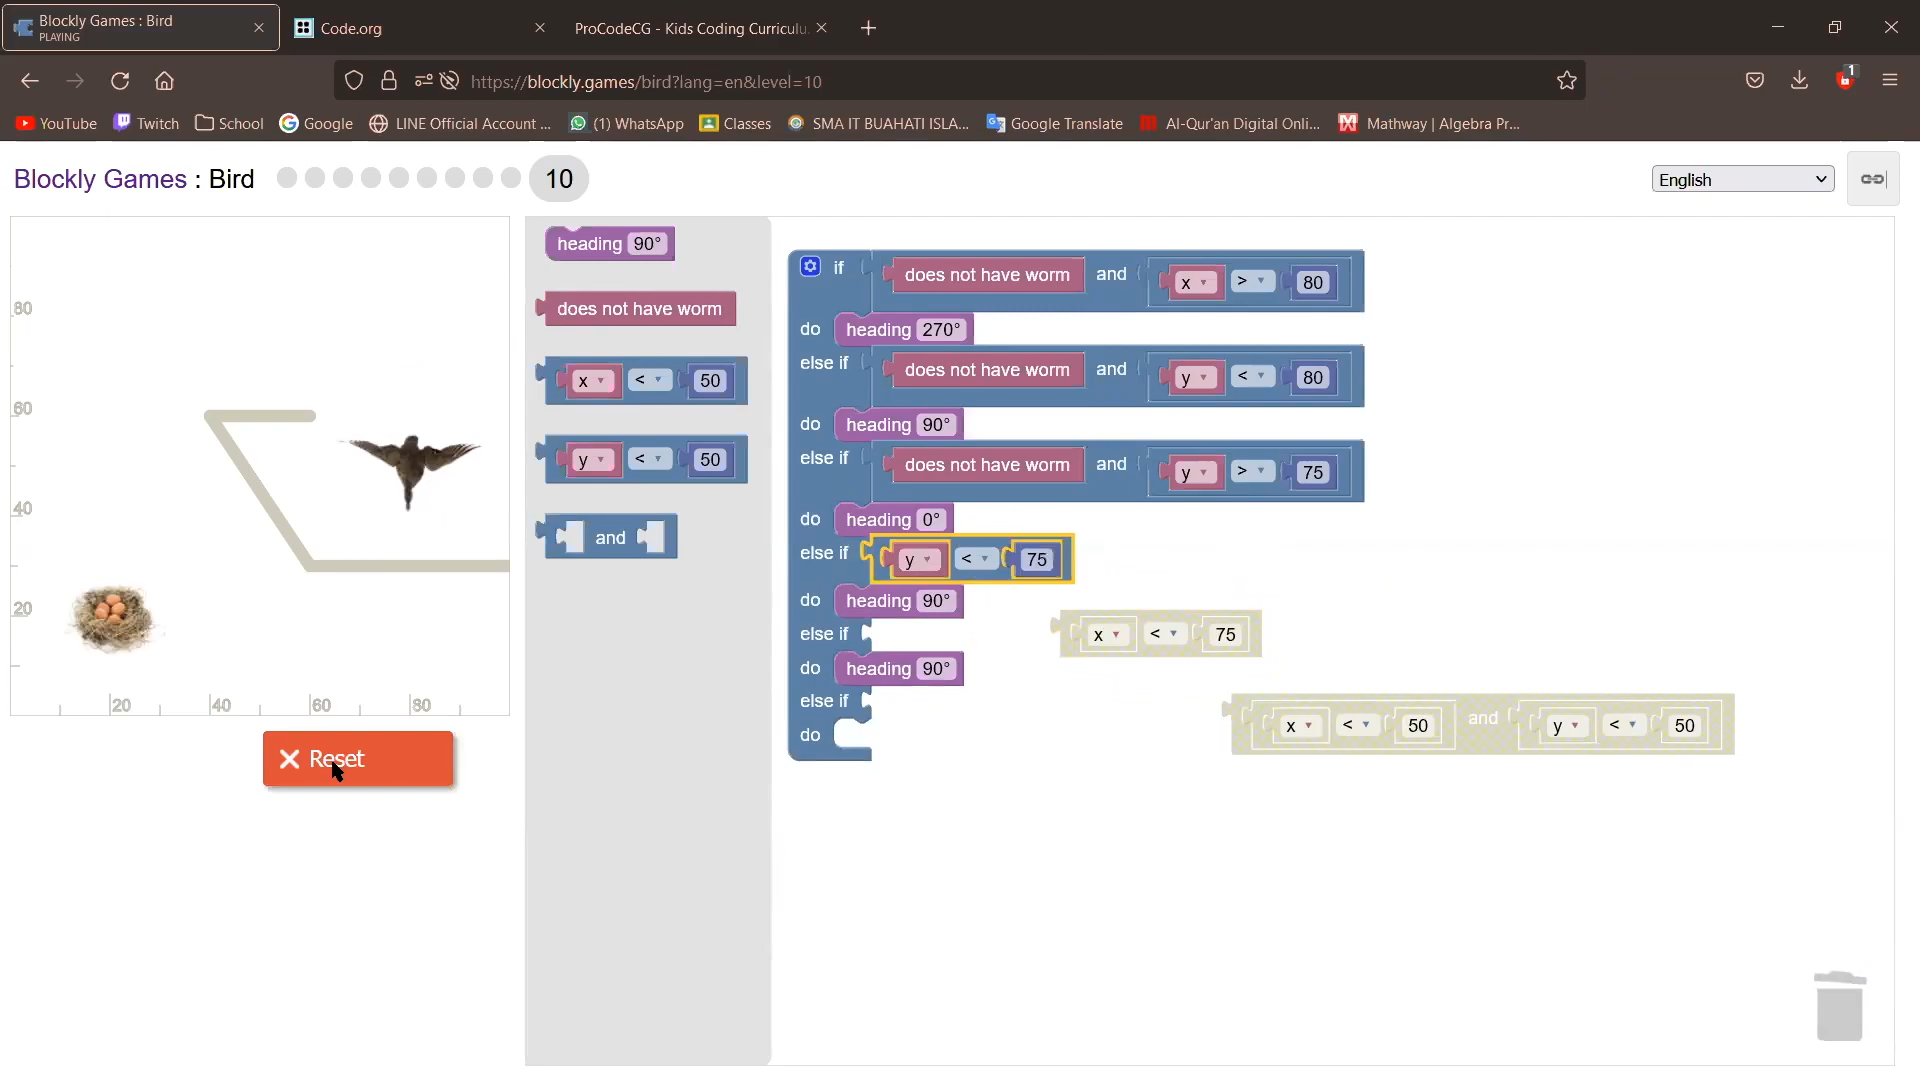 Blockly Games : Bird
PLAYING
Code.org
ProCodeCG - Kids Coding Curriculu
https://blockly.games/bird?lang=en&level=10
1
YouTube
Twitch
School
Google
LINE Official Account ...
(1) WhatsApp
Classes
SMA IT BUAHATI ISLA...
Google Translate
Al-Qur'an Digital Onli...
Mathway | Algebra Pr...
Blockly Games : Bird
10
English
80
60
40
20
20
40
60
80
Reset
heading 90°
does not have worm
x < 50
y < 50
and
if does not have worm and x > 80
do heading 270°
else if does not have worm and y < 80
do heading 90°
else if does not have worm and y > 75
do heading 0°
else if y < 75
do heading 90°
else if
do heading 90°
else if
do
x < 75
x < 50 and y < 50